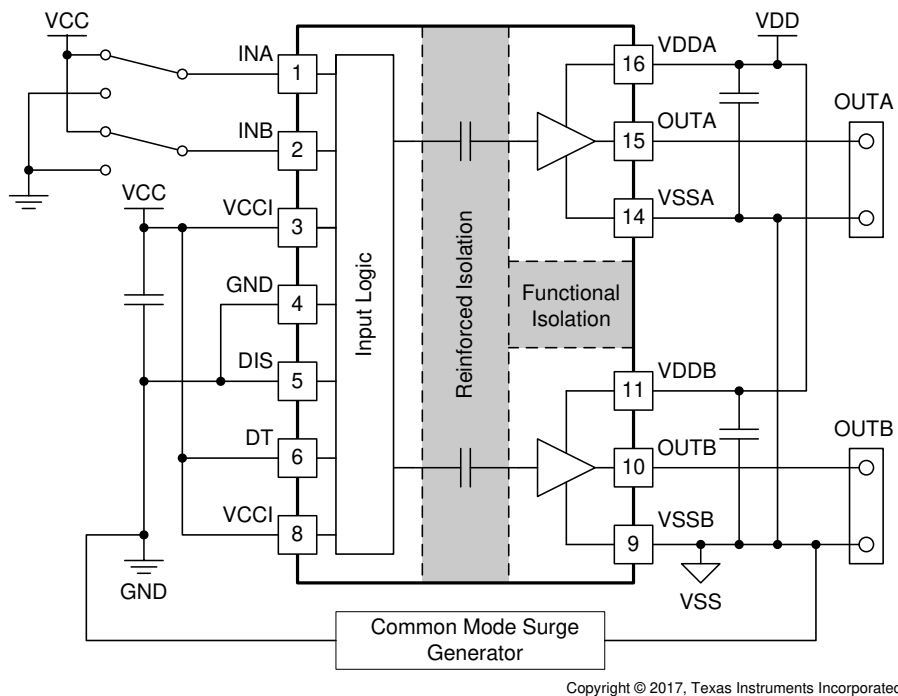 VCC
INA
1
INB
2
VCC
VCCI
3
GND
4
DIS
5
DT
6
VCCI
8
GND
Input Logic
Reinforced Isolation
Functional
Isolation
VDDA
16
VDD
OUTA
15
OUTA
VSSA
14
VDDB
11
OUTB
10
OUTB
VSSB
9
VSS
Common Mode Surge
Generator
Copyright © 2017, Texas Instruments Incorporated